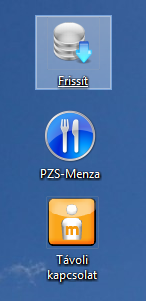 Frissít
PZS-Menza
m
Távoli
kapcsolat